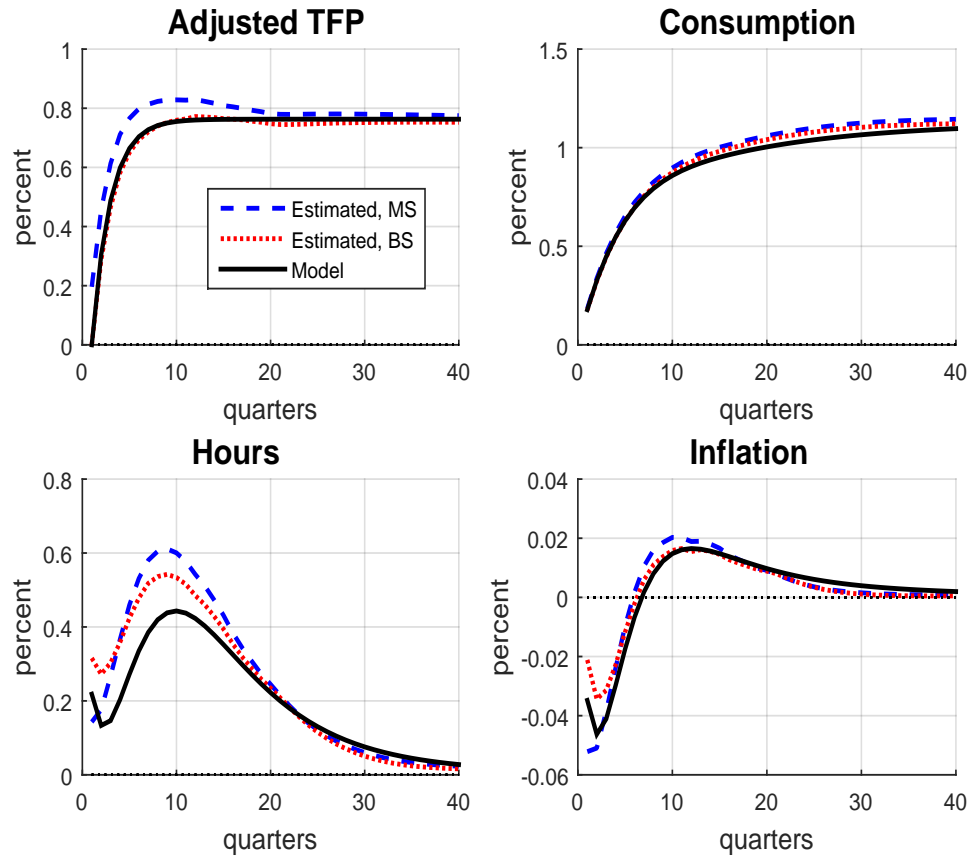 Adjusted TFP
1
0.8
0.6
0.4
0.2
0
percent
0 10 20 30 40
quarters
Estimated, MS
Estimated, BS
Model
Consumption
1.5
1
0.5
0
percent
0 10 20 30 40
quarters
Hours
0.8
0.6
0.4
0.2
0
percent
0 10 20 30 40
quarters
Inflation
0.04
0.02
0
-0.02
-0.04
-0.06
percent
0 10 20 30 40
quarters